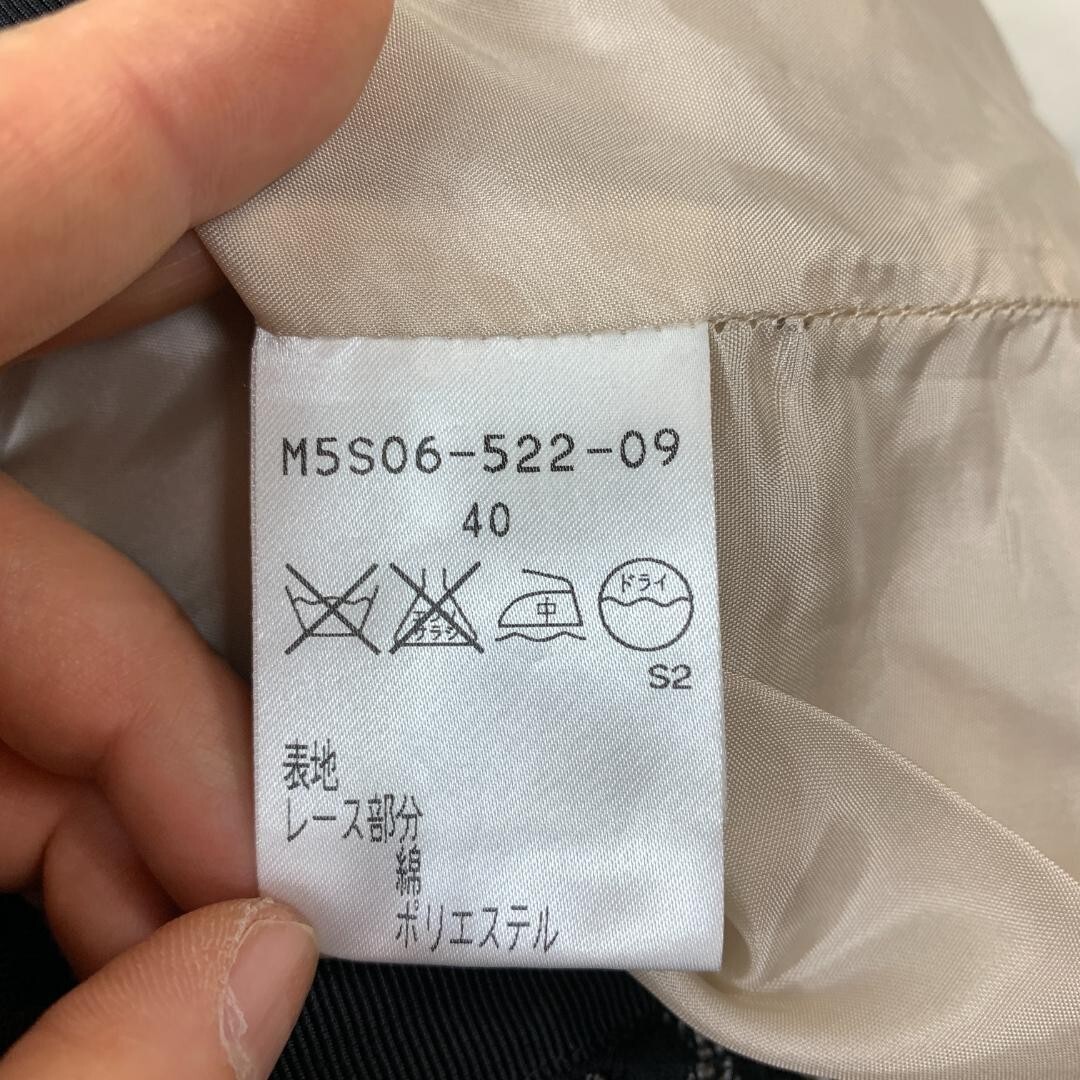 M5S06-522-09
40
中
ドライ
S2
表地
レース部分
綿
ポリエステル